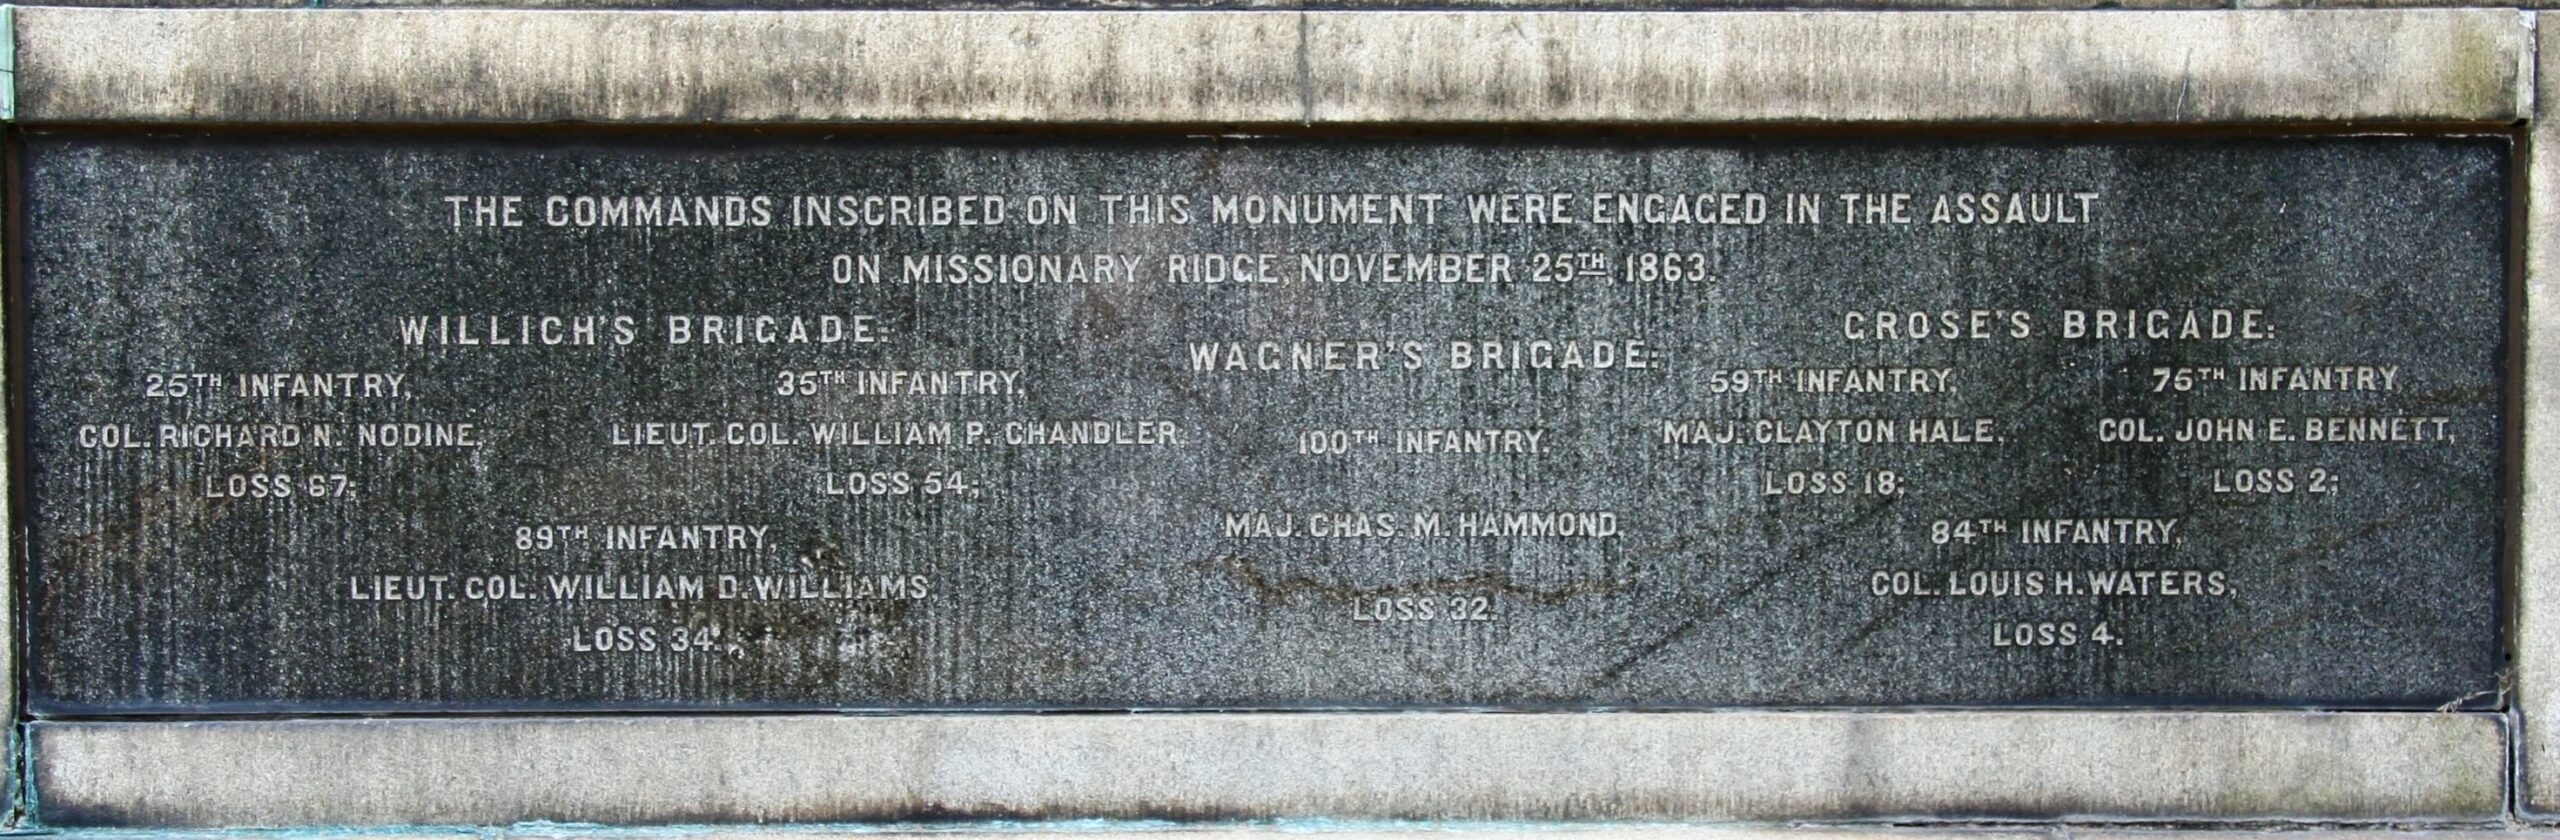 THE COMMANDS INSCRIBED ON THIS MONUMENT WERE ENGAGED IN THE ASSAULT
ON MISSIONARY RIDGE, NOVEMBER 25TH, 1863.
WILLICH'S BRIGADE:
25TH INFANTRY,
COL. RICHARD N. NODINE,
LOSS 67;
35TH INFANTRY,
LIEUT. COL. WILLIAM P. CHANDLER,
LOSS 54;
89TH INFANTRY,
LIEUT. COL. WILLIAM D. WILLIAMS
LOSS 34.
WAGNER'S BRIGADE:
100TH INFANTRY,
MAJ. CHAS. M. HAMMOND,
LOSS 32.
GROSE'S BRIGADE:
59TH INFANTRY,
MAJ. CLAYTON HALE,
LOSS 18;
75TH INFANTRY,
COL. JOHN E. BENNETT,
LOSS 2;
84TH INFANTRY,
COL. LOUIS H. WATERS,
LOSS 4.